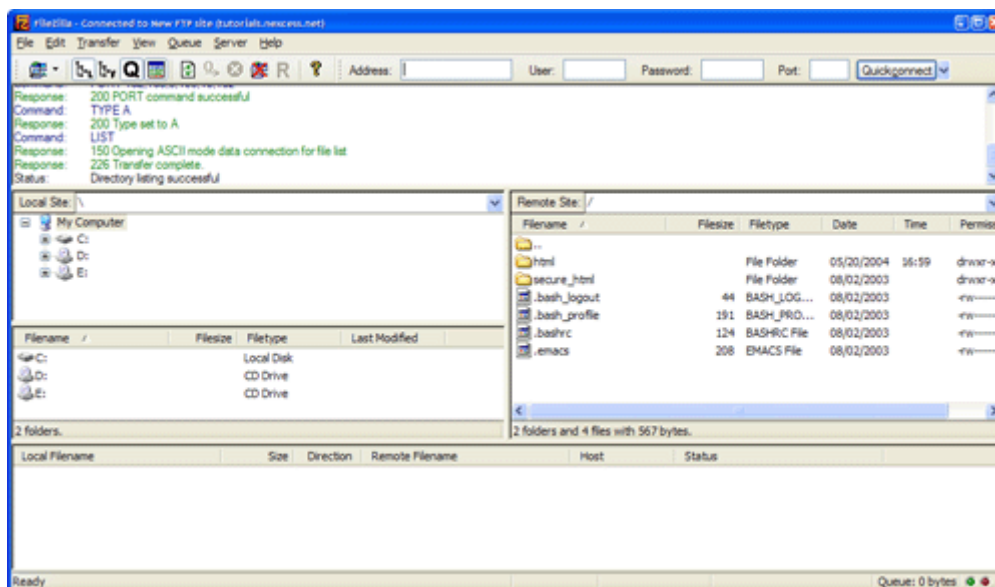 FileZilla - Connected to New FTP site (tutorials.nexcess.net)
File Edit Transfer View Queue Server Help
Address: User: Password: Port: Quickconnect
Response: 200 PORT command successful
Command: TYPE A
Response: 200 Type set to A
Command: LIST
Response: 150 Opening ASCII mode data connection for file list
Response: 226 Transfer complete.
Status: Directory listing successful
Local Site: \
My Computer
C:
D:
E:
Filename / Filesize Filetype Last Modified
C: Local Disk
D: CD Drive
E: CD Drive
2 folders.
Remote Site: /
Filename / Filesize Filetype Date Time Permiss
..
html File Folder 05/20/2004 16:59 drwxr-x
secure_html File Folder 08/02/2003 drwxr-x
.bash_logout 44 BASH_LOG... 08/02/2003 -rw-----
.bash_profile 191 BASH_PRO... 08/02/2003 -rw-----
.bashrc 124 BASHRC File 08/02/2003 -rw-----
.emacs 208 EMACS File 08/02/2003 -rw-----
2 folders and 4 files with 567 bytes.
Local Filename Size Direction Remote Filename Host Status
Ready Queue: 0 bytes